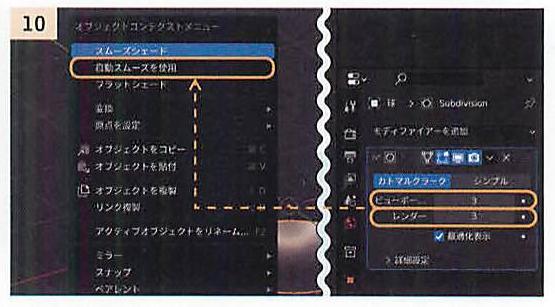 10
オブジェクトコンテクストメニュー
スムーズシェード
自動スムーズを使用
フラットシェード
変換
原点を設定
オブジェクトをコピー ⌘ C
オブジェクトを貼付 ⌘ V
オブジェクトを複製 ⇧ D
リンク複製
アクティブオブジェクトをリネーム... F2
ミラー
スナップ
ペアレント
球 > Subdivision
モディファイアーを追加
カトマルクラーク シンプル
ビューポー... 3
レンダー 3
最適化表示
> 詳細設定